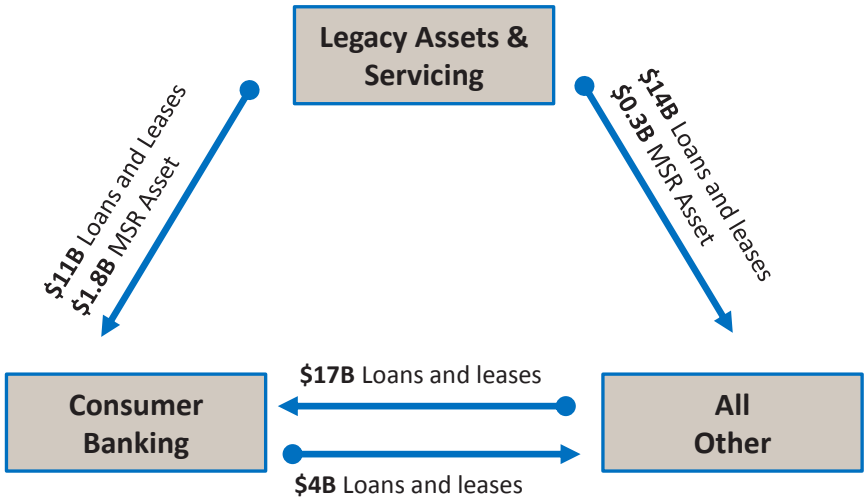 Legacy Assets &
Servicing
$11B Loans and Leases
$1.8B MSR Asset
$14B Loans and leases
$0.3B MSR Asset
$17B Loans and leases
Consumer
Banking
All
Other
$4B Loans and leases